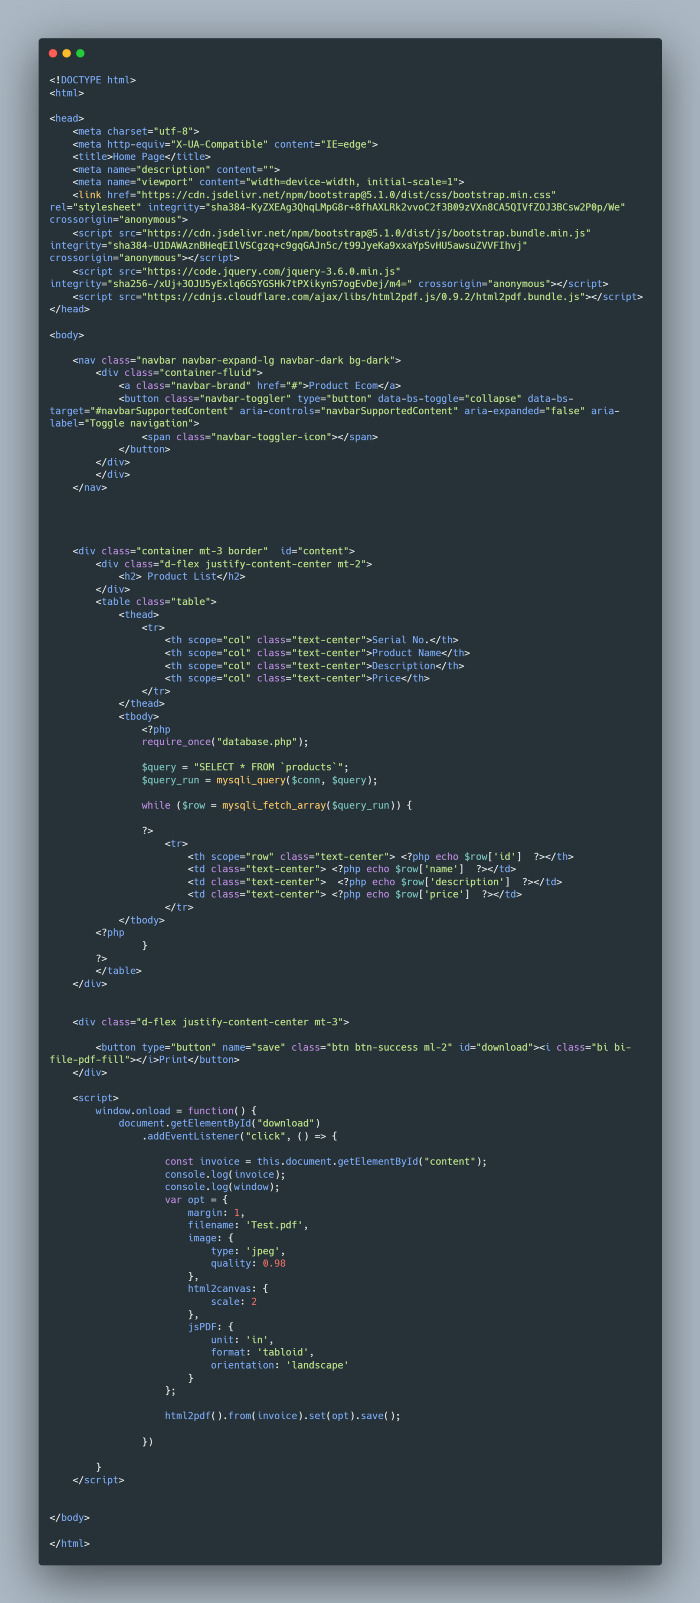 <!DOCTYPE html>
<html>
<head>
    <meta charset="utf-8">
    <meta http-equiv="X-UA-Compatible" content="IE=edge">
    <title>Home Page</title>
    <meta name="description" content="">
    <meta name="viewport" content="width=device-width, initial-scale=1">
    <link href="https://cdn.jsdelivr.net/npm/bootstrap@5.1.0/dist/css/bootstrap.min.css"
rel="stylesheet" integrity="sha384-KyZXEAg3QhqLMpG8r+8fhAXLRk2vvoC2f3B09zVXn8CA5QIVfZOJ3BCsw2P0p/We"
crossorigin="anonymous">
    <script src="https://cdn.jsdelivr.net/npm/bootstrap@5.1.0/dist/js/bootstrap.bundle.min.js"
integrity="sha384-U1DAWAznBHeqEIlVSCgzq+c9gqGAJn5c/t99JyeKa9xxaYpSvHU5awsuZVVFIhvj"
crossorigin="anonymous"></script>
    <script src="https://code.jquery.com/jquery-3.6.0.min.js"
integrity="sha256-/xUj+3OJU5yExlq6GSYGSHk7tPXikynS7ogEvDej/m4=" crossorigin="anonymous"></script>
    <script src="https://cdnjs.cloudflare.com/ajax/libs/html2pdf.js/0.9.2/html2pdf.bundle.js"></script>
</head>
<body>
    <nav class="navbar navbar-expand-lg navbar-dark bg-dark">
        <div class="container-fluid">
            <a class="navbar-brand" href="#">Product Ecom</a>
            <button class="navbar-toggler" type="button" data-bs-toggle="collapse" data-bs-
target="#navbarSupportedContent" aria-controls="navbarSupportedContent" aria-expanded="false" aria-
label="Toggle navigation">
                <span class="navbar-toggler-icon"></span>
            </button>
        </div>
        </div>
    </nav>
    <div class="container mt-3 border"  id="content">
        <div class="d-flex justify-content-center mt-2">
            <h2> Product List</h2>
        </div>
        <table class="table">
            <thead>
                <tr>
                    <th scope="col" class="text-center">Serial No.</th>
                    <th scope="col" class="text-center">Product Name</th>
                    <th scope="col" class="text-center">Description</th>
                    <th scope="col" class="text-center">Price</th>
                </tr>
            </thead>
            <tbody>
                <?php
                require_once("database.php");
                $query = "SELECT * FROM `products`";
                $query_run = mysqli_query($conn, $query);
                while ($row = mysqli_fetch_array($query_run)) {
                ?>
                    <tr>
                        <th scope="row" class="text-center"> <?php echo $row['id']  ?></th>
                        <td class="text-center"> <?php echo $row['name']  ?></td>
                        <td class="text-center">  <?php echo $row['description']  ?></td>
                        <td class="text-center"> <?php echo $row['price']  ?></td>
                    </tr>
            </tbody>
        <?php
                }
        ?>
        </table>
    </div>
    <div class="d-flex justify-content-center mt-3">
        <button type="button" name="save" class="btn btn-success ml-2" id="download"><i class="bi bi-
file-pdf-fill"></i>Print</button>
    </div>
    <script>
        window.onload = function() {
            document.getElementById("download")
                .addEventListener("click", () => {
                    const invoice = this.document.getElementById("content");
                    console.log(invoice);
                    console.log(window);
                    var opt = {
                        margin: 1,
                        filename: 'Test.pdf',
                        image: {
                            type: 'jpeg',
                            quality: 0.98
                        },
                        html2canvas: {
                            scale: 2
                        },
                        jsPDF: {
                            unit: 'in',
                            format: 'tabloid',
                            orientation: 'landscape'
                        }
                    };
                    html2pdf().from(invoice).set(opt).save();
                })
        }
    </script>
</body>
</html>